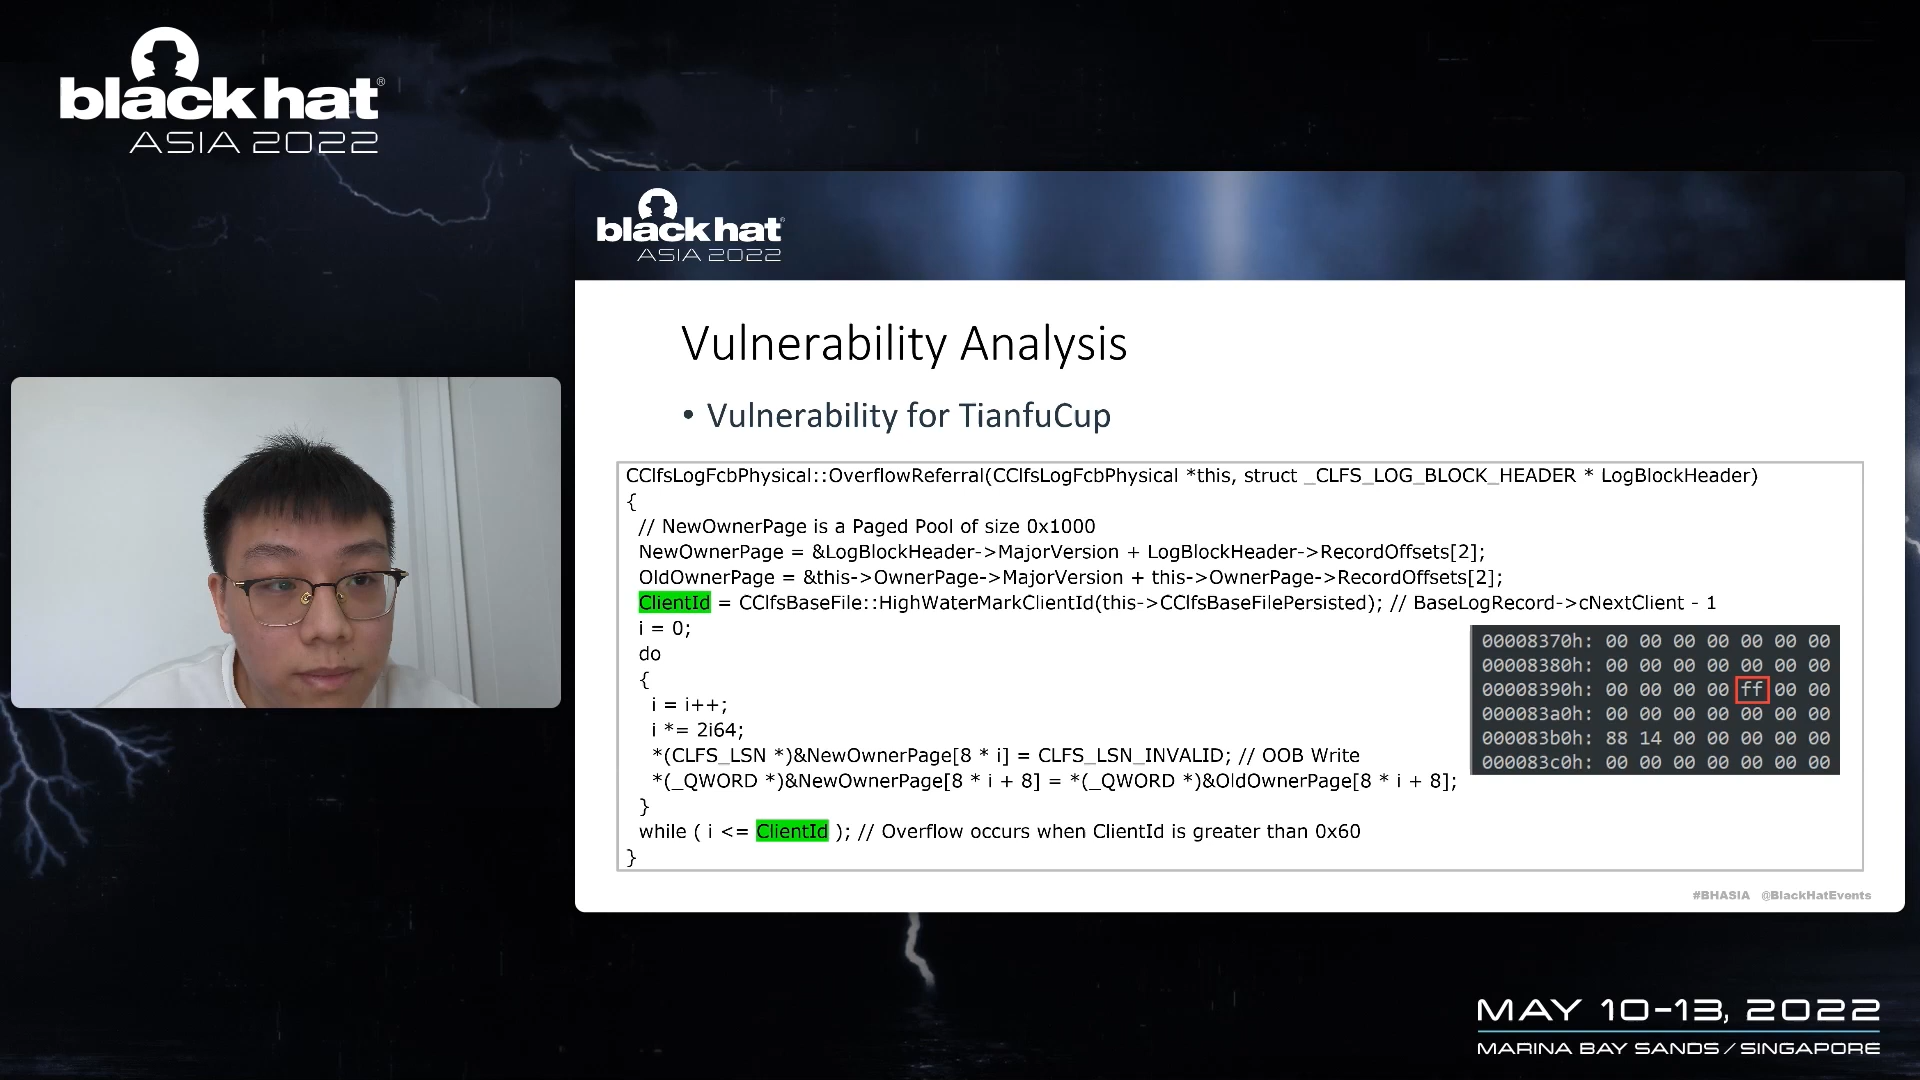 black hat®
ASIA 2022
black hat®
ASIA 2022
Vulnerability Analysis
• Vulnerability for TianfuCup
CClfsLogFcbPhysical::OverflowReferral(CClfsLogFcbPhysical *this, struct _CLFS_LOG_BLOCK_HEADER * LogBlockHeader)
{
// NewOwnerPage is a Paged Pool of size 0x1000
NewOwnerPage = &LogBlockHeader->MajorVersion + LogBlockHeader->RecordOffsets[2];
OldOwnerPage = &this->OwnerPage->MajorVersion + this->OwnerPage->RecordOffsets[2];
ClientId = CClfsBaseFile::HighWaterMarkClientId(this->CClfsBaseFilePersisted); // BaseLogRecord->cNextClient - 1
i = 0;
do
{
i = i++;
i *= 2i64;
*(CLFS_LSN *)&NewOwnerPage[8 * i] = CLFS_LSN_INVALID; // OOB Write
*(_QWORD *)&NewOwnerPage[8 * i + 8] = *(_QWORD *)&OldOwnerPage[8 * i + 8];
}
while ( i <= ClientId ); // Overflow occurs when ClientId is greater than 0x60
}
00008370h: 00 00 00 00 00 00 00
00008380h: 00 00 00 00 00 00 00
00008390h: 00 00 00 00 ff 00 00
000083a0h: 00 00 00 00 00 00 00
000083b0h: 88 14 00 00 00 00 00
000083c0h: 00 00 00 00 00 00 00
#BHASIA @BlackHatEvents
MAY 10-13, 2022
MARINA BAY SANDS / SINGAPORE